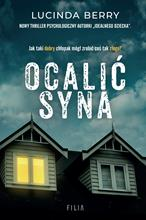 LUCINDA BERRY
NOWY THRILLER PSYCHOLOGICZNY AUTORKI „IDEALNEGO DZIECKA”
Jak taki dobry chłopak mógł zrobić coś tak złego?
OCALIĆ
SYNA
FILIA